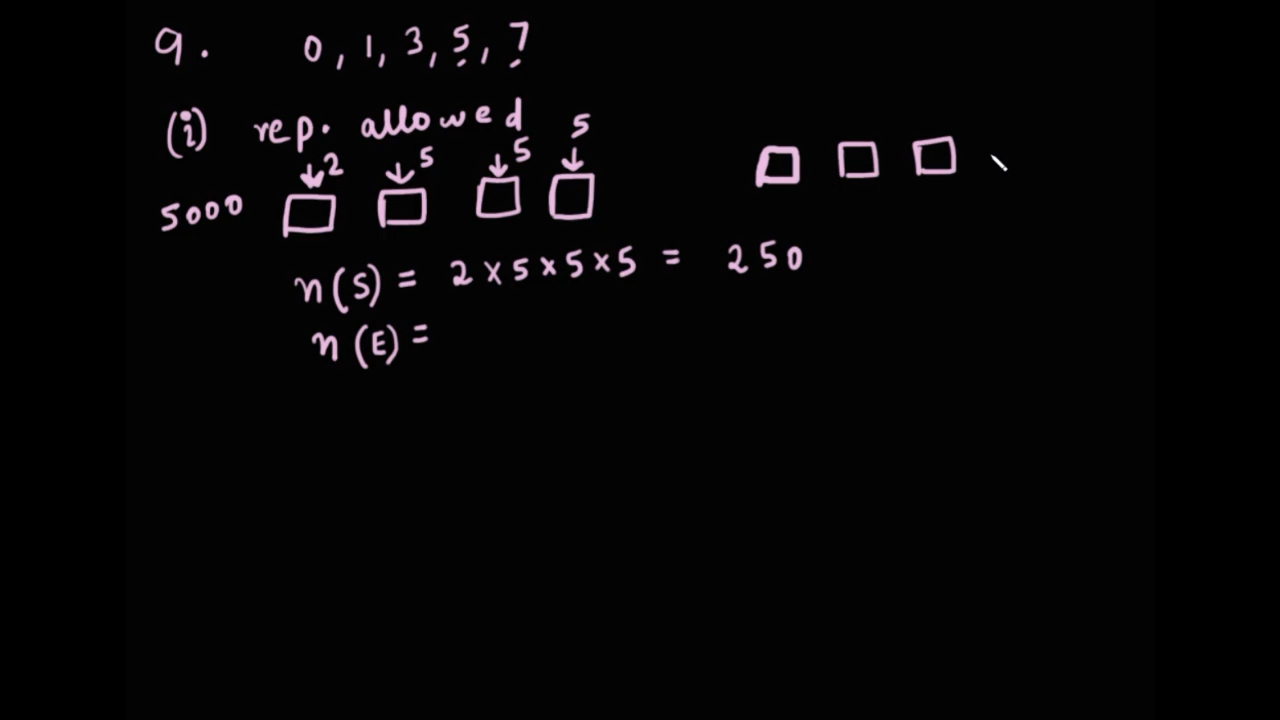 9. 0, 1, 3, 5, 7
(i) rep. allowed
2 5 5 5
5000
n(S) = 2 × 5 × 5 × 5 = 250
n(E) =